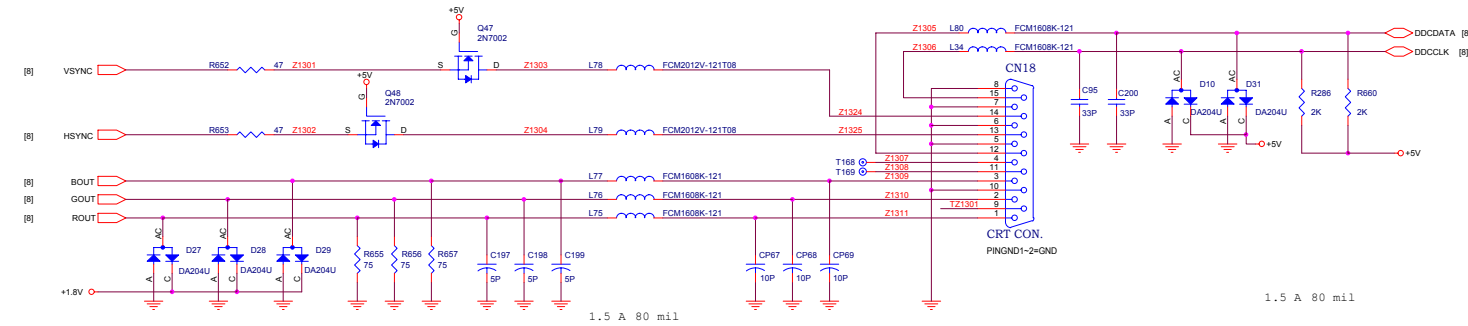 +5V
Q47
2N7002
G
S
D
[8]
VSYNC
R652
47
Z1301
Z1303
L78
FCM2012V-121T08
+5V
Q48
2N7002
G
S
D
[8]
HSYNC
R653
47
Z1302
Z1304
L79
FCM2012V-121T08
[8]
BOUT
L77
FCM1608K-121
[8]
GOUT
L76
FCM1608K-121
[8]
ROUT
L75
FCM1608K-121
AC
D27
DA204U
A
C
AC
D28
DA204U
A
C
AC
D29
DA204U
A
C
+1.8V
R655
75
R656
75
R657
75
C197
5P
C198
5P
C199
5P
CP67
10P
CP68
10P
CP69
10P
1.5 A 80 mil
Z1305
L80
FCM1608K-121
Z1306
L34
FCM1608K-121
CN18
8
15
7
14
6
13
5
12
4
11
3
10
2
9
1
Z1324
Z1325
T168
Z1307
T169
Z1308
Z1309
Z1310
TZ1301
Z1311
CRT CON.
PINGND1~2=GND
C95
33P
C200
33P
AC
D10
DA204U
A
C
AC
D31
DA204U
A
C
+5V
R286
2K
R660
2K
+5V
DDCDATA [8]
DDCCLK [8]
1.5 A 80 mil